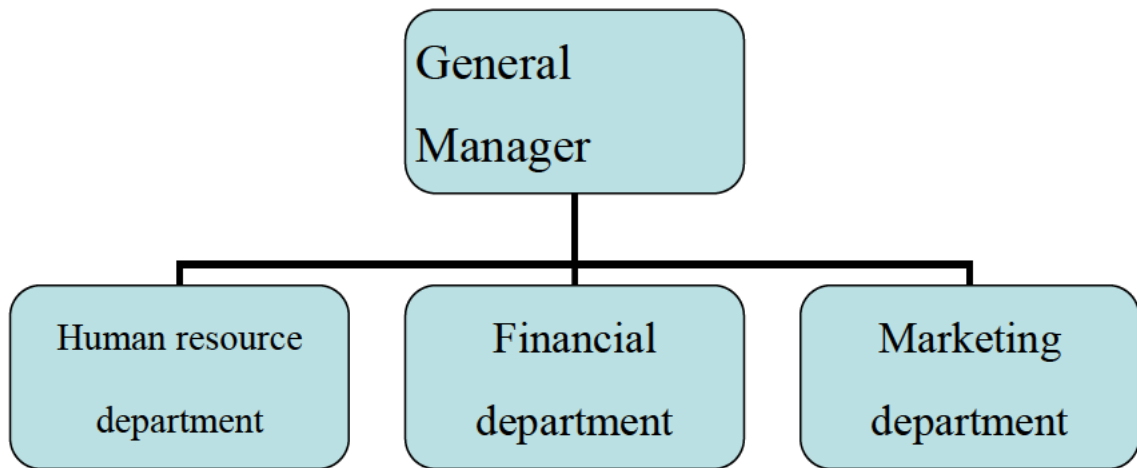 General
Manager
Human resource
department
Financial
department
Marketing
department